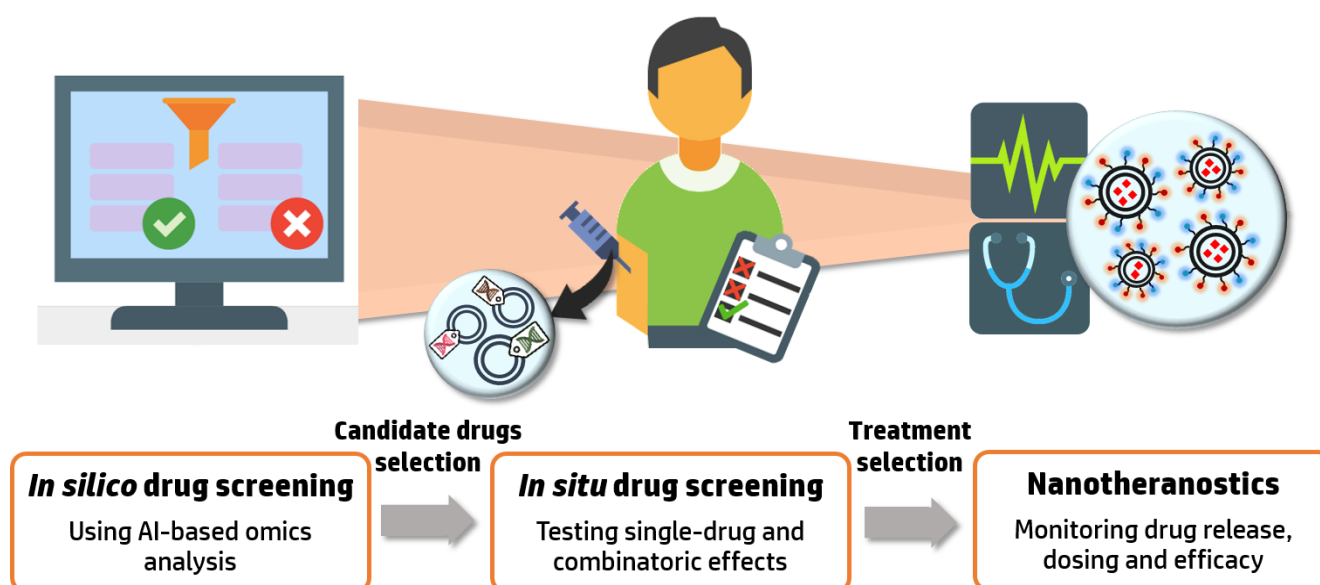 Candidate drugs
selection
Treatment
selection
In silico drug screening
Using AI-based omics
analysis
In situ drug screening
Testing single-drug and
combinatoric effects
Nanotheranostics
Monitoring drug release,
dosing and efficacy